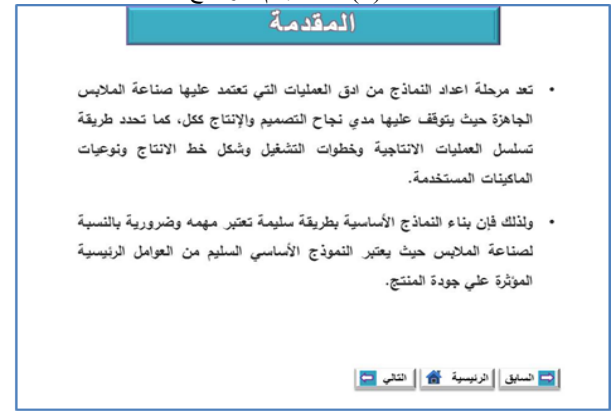 المقدمة
• تعد مرحلة اعداد النماذج من ادق العمليات التي تعتمد عليها صناعة الملابس
الجاهزة حيث يتوقف عليها مدي نجاح التصميم والإنتاج ككل، كما تحدد طريقة
تسلسل العمليات الانتاجية وخطوات التشغيل وشكل خط الانتاج ونوعيات
الماكينات المستخدمة.
• ولذلك فإن بناء النماذج الأساسية بطريقة سليمة تعتبر مهمه وضرورية بالنسبة
لصناعة الملابس حيث يعتبر النموذج الأساسي السليم من العوامل الرئيسية
المؤثرة علي جودة المنتج.
السابق الرئيسية التالي